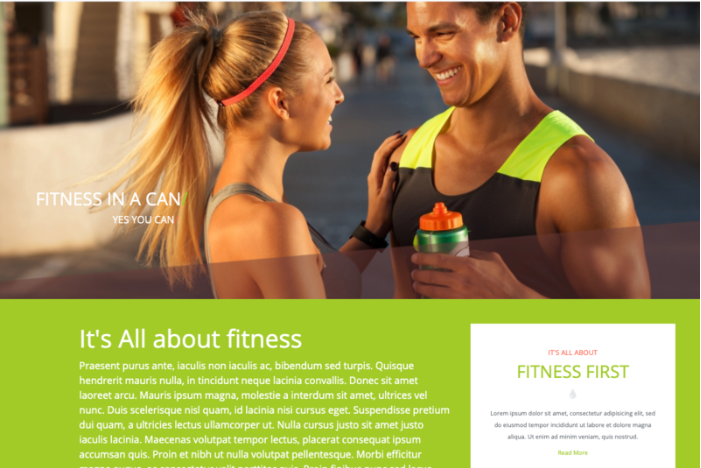 FITNESS IN A CAN?
YES YOU CAN
It's All about fitness
Praesent purus ante, iaculis non iaculis ac, bibendum sed turpis. Quisque
hendrerit mauris nulla, in tincidunt neque lacinia convallis. Donec sit amet
laoreet arcu. Mauris ipsum magna, molestie a interdum sit amet, ultrices vel
nunc. Duis scelerisque nisl quam, id lacinia nisi cursus eget. Suspendisse pretium
dui quam, a ultricies lectus ullamcorper ut. Nulla cursus justo sit amet justo
iaculis lacinia. Maecenas volutpat tempor lectus, placerat consequat ipsum
accumsan quis. Proin et nibh ut nulla volutpat pellentesque. Morbi efficitur
IT'S ALL ABOUT
FITNESS FIRST
Lorem ipsum dolor sit amet, consectetur adipisicing elit, sed
do eiusmod tempor incididunt ut labore et dolore magna
aliqua. Ut enim ad minim veniam, quis nostrud.
Read More